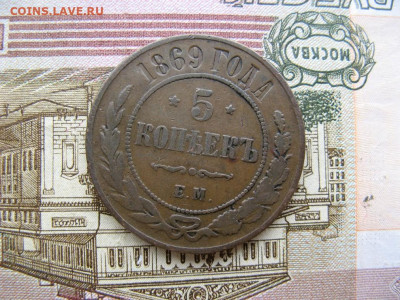 COINS.LAVE.RU
МОСКВА
1869 ГОДА
5
КОПѢЕКЪ
Е.М.